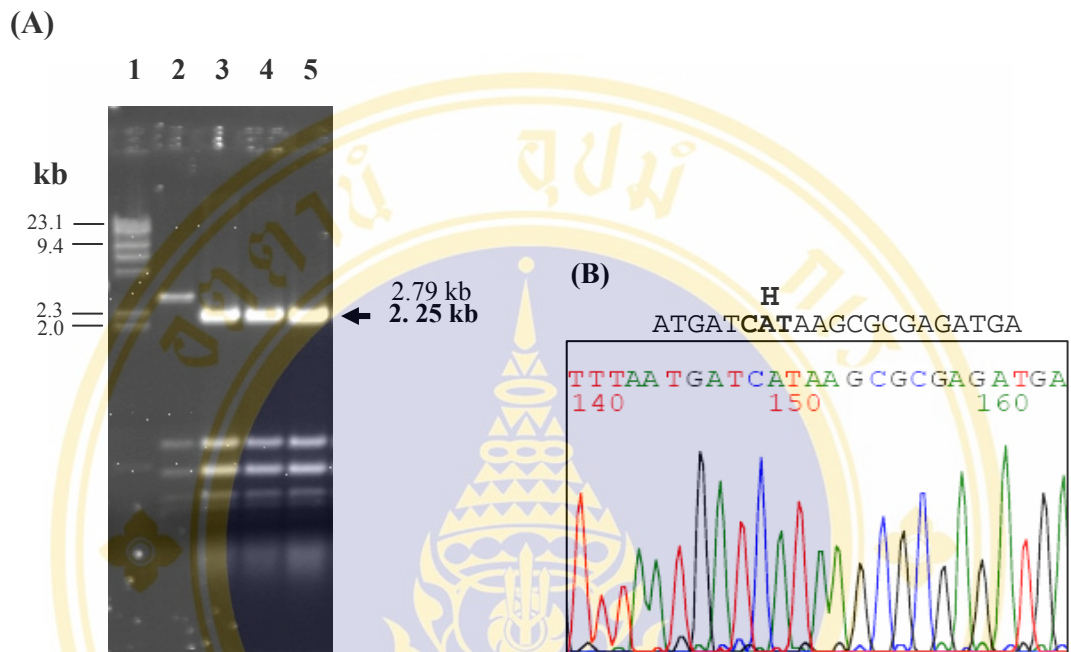 (A)
1 2 3 4 5
kb
23.1
9.4
2.3
2.0
2.79 kb
2. 25 kb
(B)
H
ATGATCATAAGCGCGAGATGA
TTTAATGATCATAAGCGCGAGATGA
140 150 160